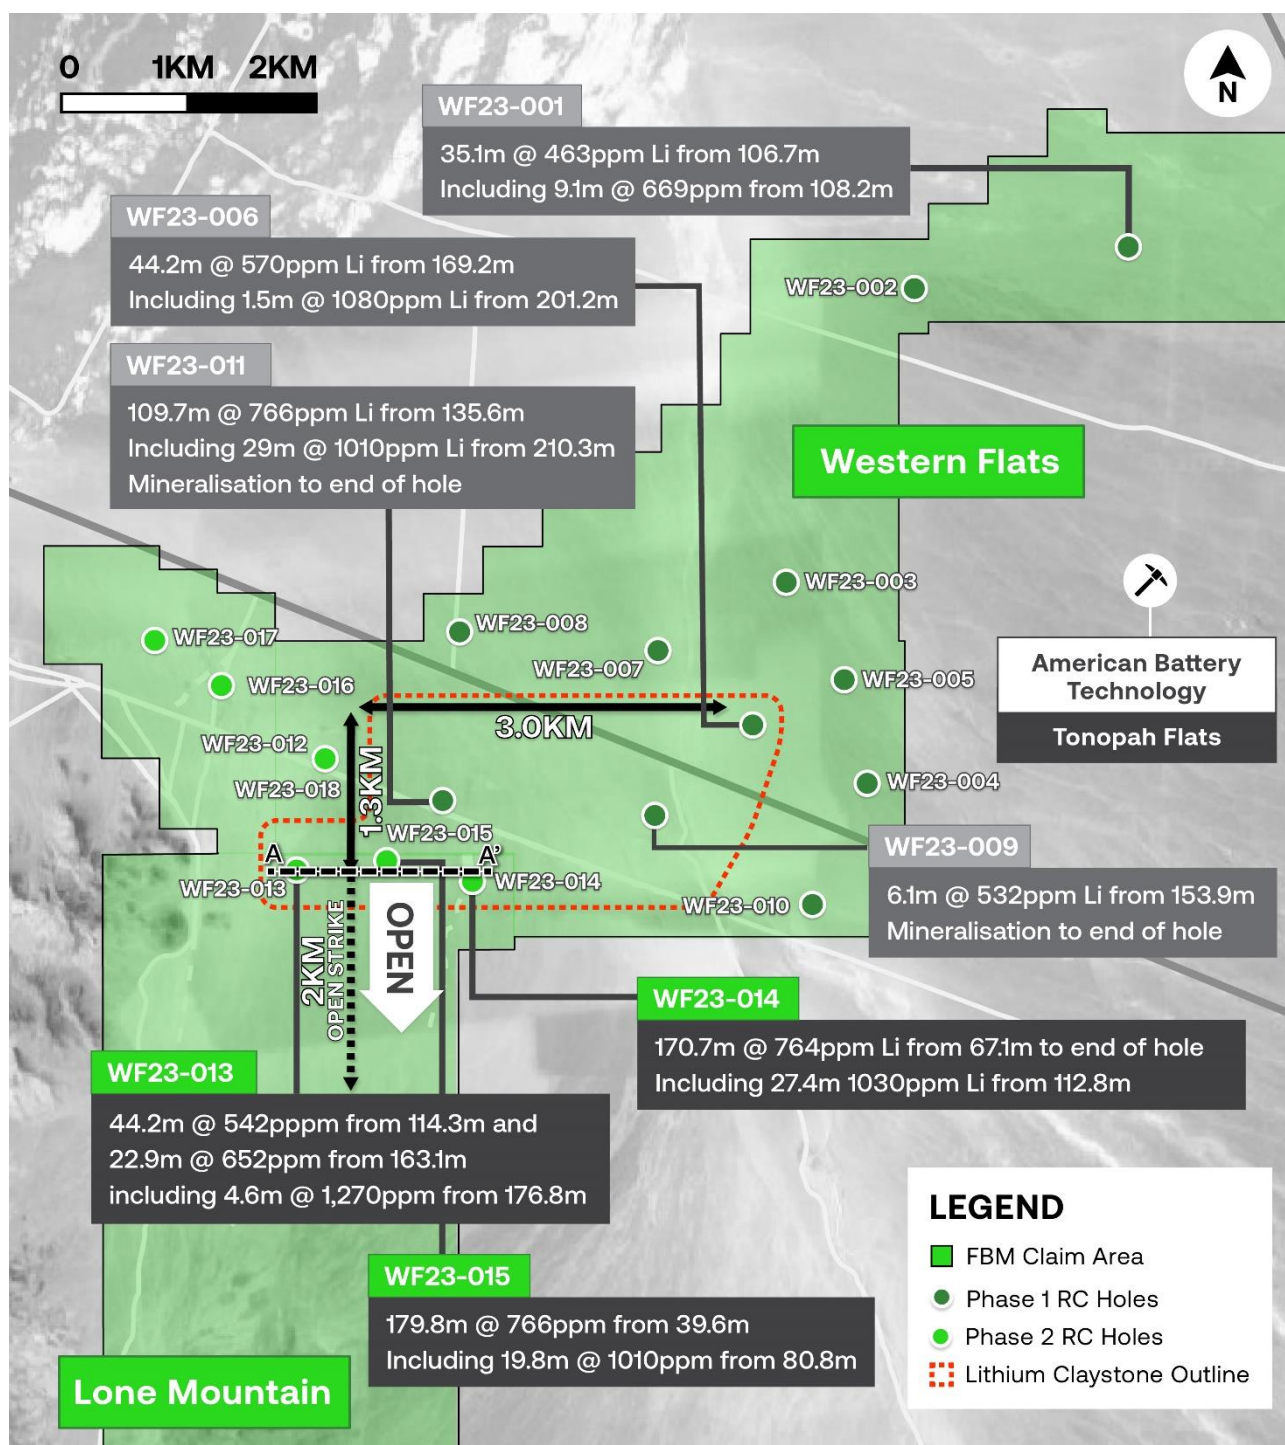 0 1KM 2KM
N
WF23-001
35.1m @ 463ppm Li from 106.7m
Including 9.1m @ 669ppm from 108.2m
WF23-006
44.2m @ 570ppm Li from 169.2m
Including 1.5m @ 1080ppm Li from 201.2m
WF23-002
WF23-011
109.7m @ 766ppm Li from 135.6m
Including 29m @ 1010ppm Li from 210.3m
Mineralisation to end of hole
Western Flats
WF23-003
WF23-008
WF23-017
WF23-007
WF23-005
WF23-016
American Battery
Technology
Tonopah Flats
3.0KM
WF23-012
WF23-018
1.3KM
WF23-004
WF23-015
A A'
WF23-013
WF23-014
WF23-010
WF23-009
6.1m @ 532ppm Li from 153.9m
Mineralisation to end of hole
OPEN
2KM
OPEN STRIKE
WF23-014
170.7m @ 764ppm Li from 67.1m to end of hole
Including 27.4m 1030ppm Li from 112.8m
WF23-013
44.2m @ 542pppm from 114.3m and
22.9m @ 652ppm from 163.1m
including 4.6m @ 1,270ppm from 176.8m
WF23-015
179.8m @ 766ppm from 39.6m
Including 19.8m @ 1010ppm from 80.8m
Lone Mountain
LEGEND
FBM Claim Area
Phase 1 RC Holes
Phase 2 RC Holes
Lithium Claystone Outline